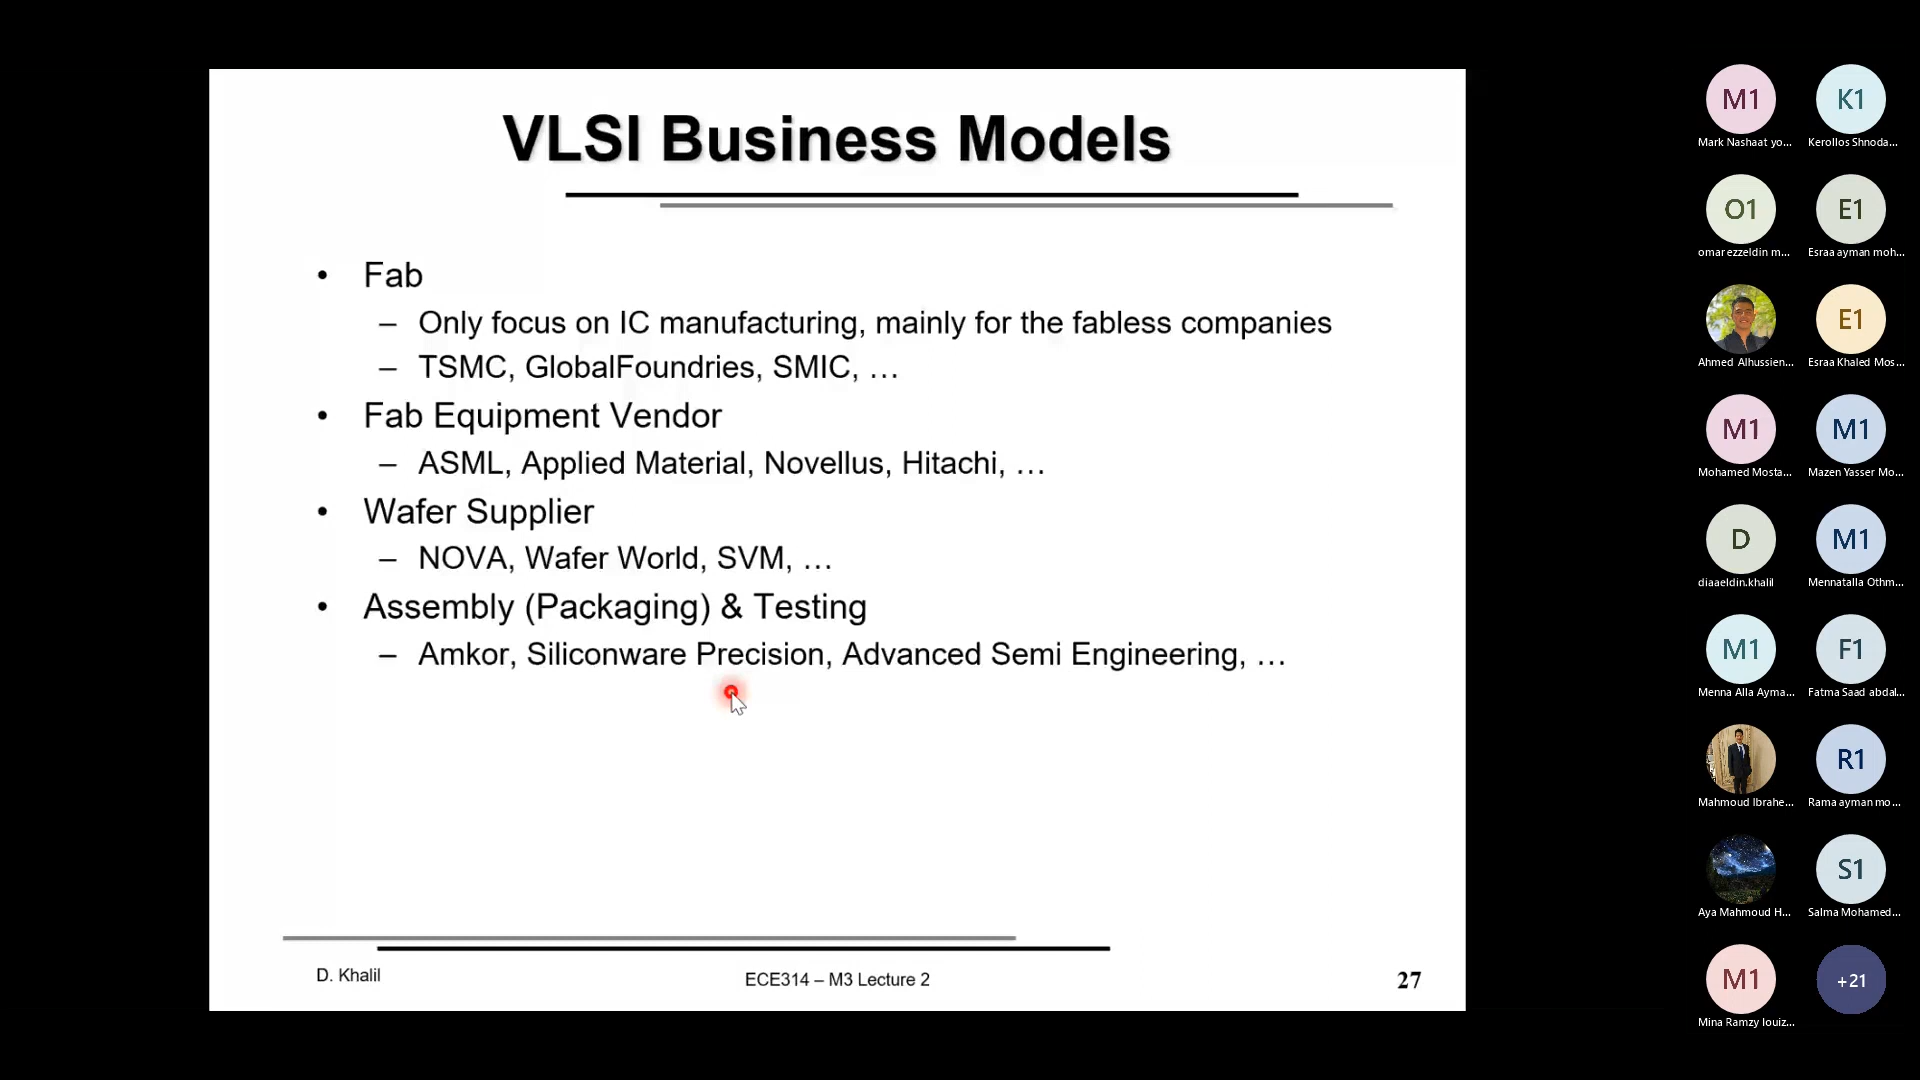 VLSI Business Models
• Fab
– Only focus on IC manufacturing, mainly for the fabless companies
– TSMC, GlobalFoundries, SMIC, …
• Fab Equipment Vendor
– ASML, Applied Material, Novellus, Hitachi, …
• Wafer Supplier
– NOVA, Wafer World, SVM, …
• Assembly (Packaging) & Testing
– Amkor, Siliconware Precision, Advanced Semi Engineering, …
D. Khalil
ECE314 – M3 Lecture 2
27
M1
K1
Mark Nashaat yo...
Kerollos Shnoda...
O1
E1
omar ezzeldin m...
Esraa ayman moh...
E1
Ahmed Alhussien...
Esraa Khaled Mos...
M1
M1
Mohamed Mosta...
Mazen Yasser Mo...
D
M1
diaaeldin.khalil
Mennatalla Othm...
M1
F1
Menna Alla Ayma...
Fatma Saad abdal...
R1
Mahmoud Ibrahe...
Rama ayman mo...
S1
Aya Mahmoud H...
Salma Mohamed...
M1
+21
Mina Ramzy louiz...